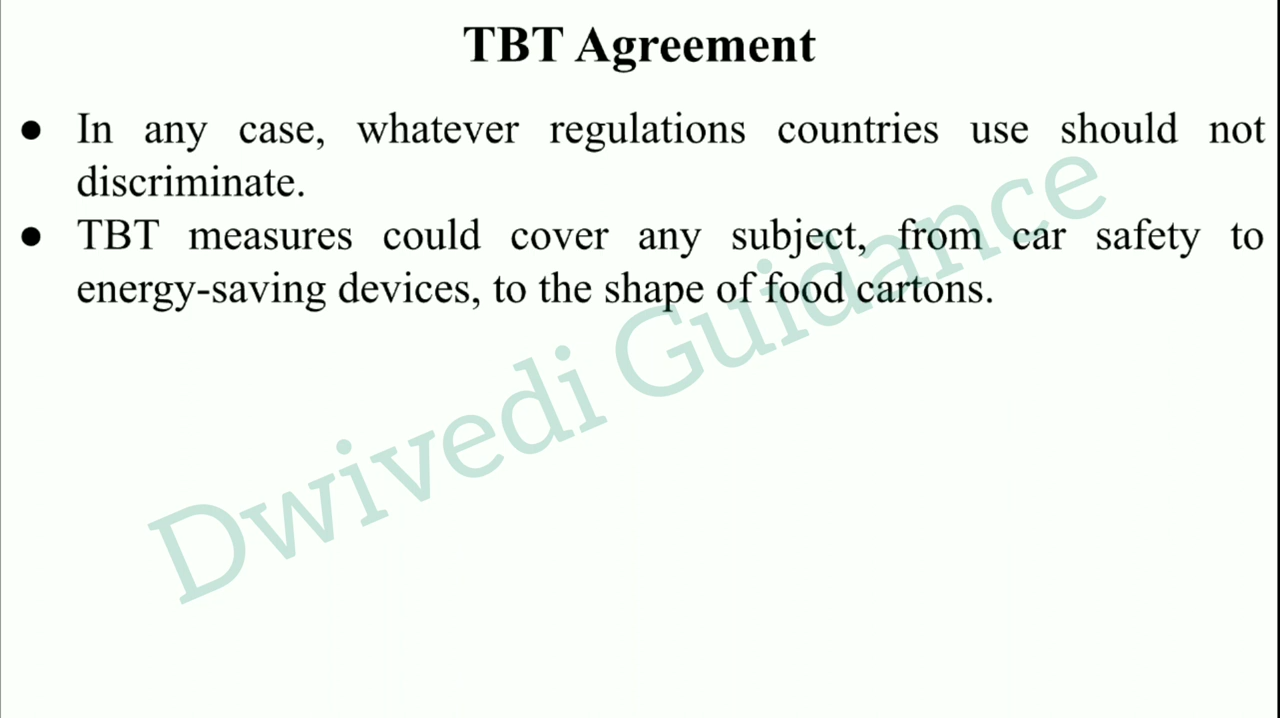 TBT Agreement
● In any case, whatever regulations countries use should not
discriminate.
● TBT measures could cover any subject, from car safety to
energy-saving devices, to the shape of food cartons.
Dwivedi Guidance